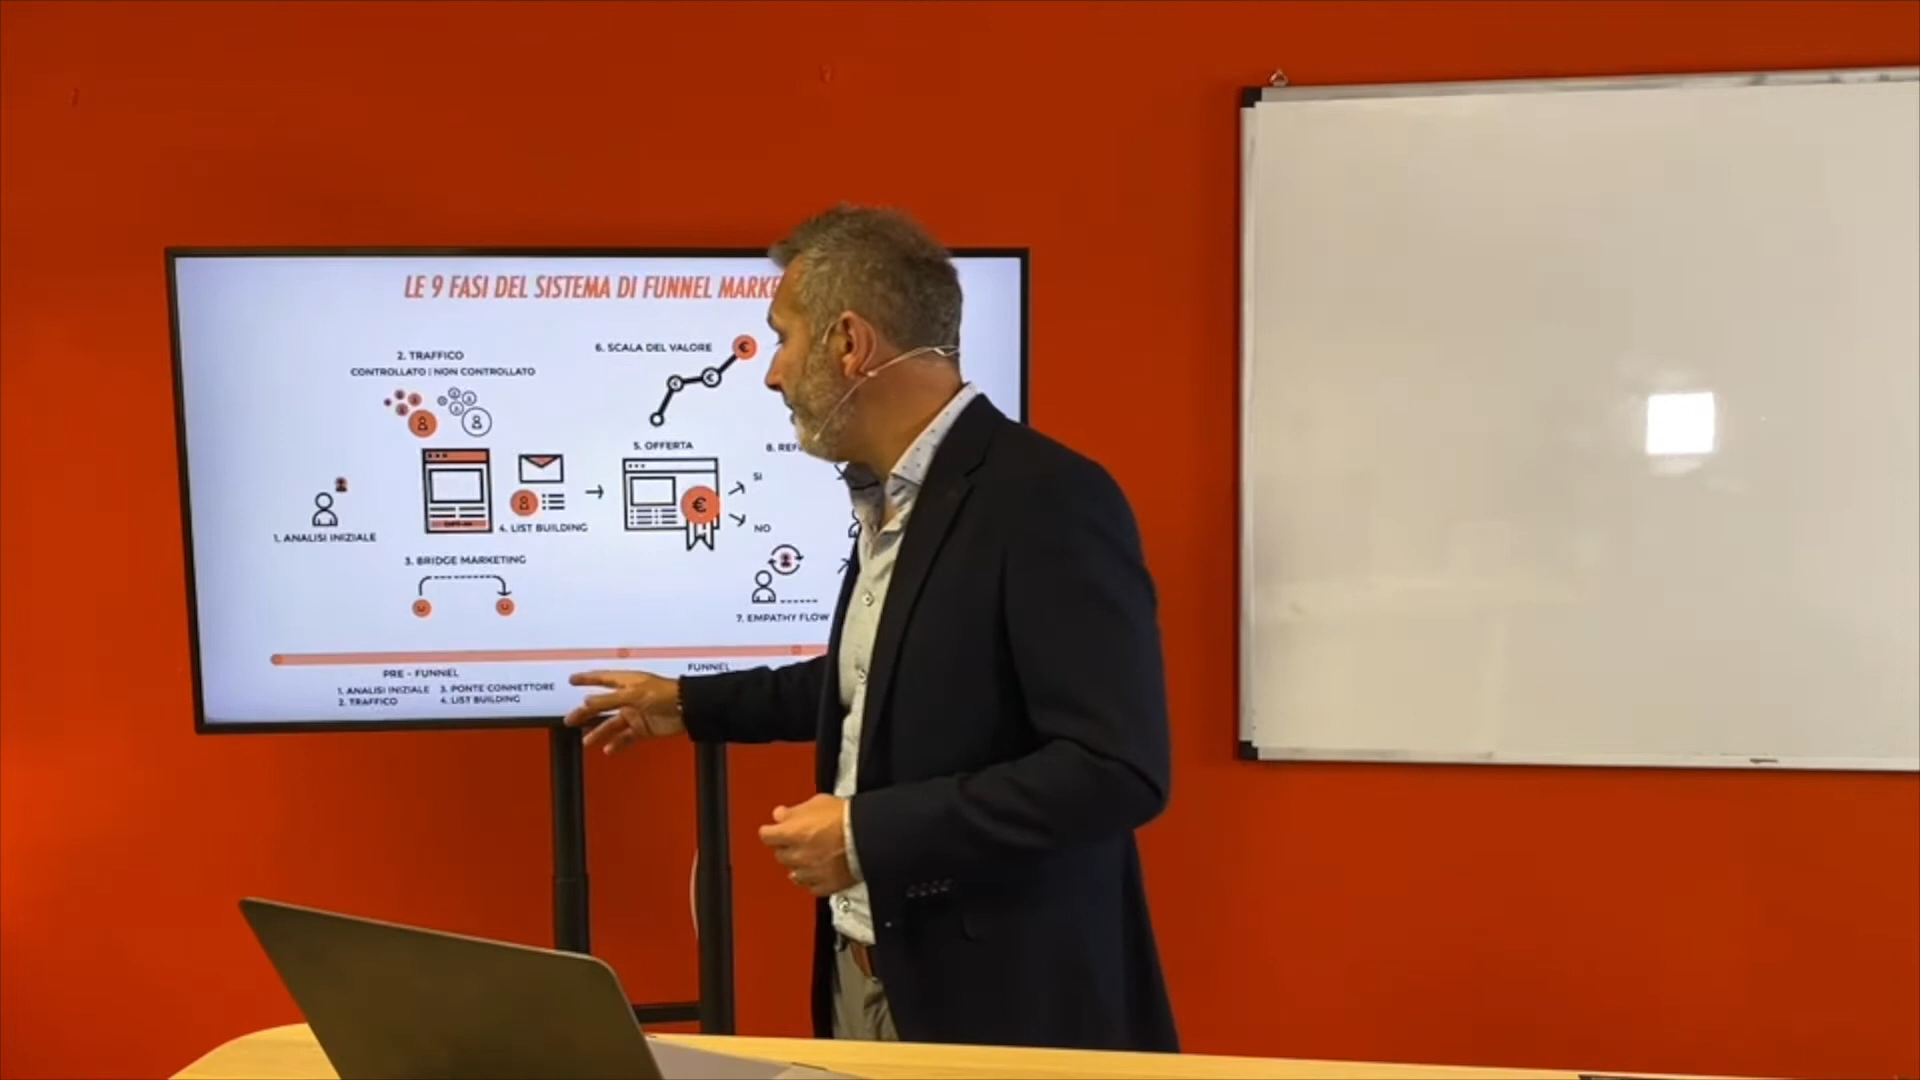 LE 9 FASI DEL SISTEMA DI FUNNEL
2. TRAFFICO
CONTROLLATO | NON CONTROLLATO
6. SCALA DEL VALORE
€
€
€
5. OFFERTA
8.
€
SI
NO
1. ANALISI INIZIALE
4. LIST BUILDING
3. BRIDGE MARKETING
7. EMPATHY FLOW
PRE - FUNNEL
FUNNEL
1. ANALISI INIZIALE 3. PONTE CONNETTORE
2. TRAFFICO 4. LIST BUILDING